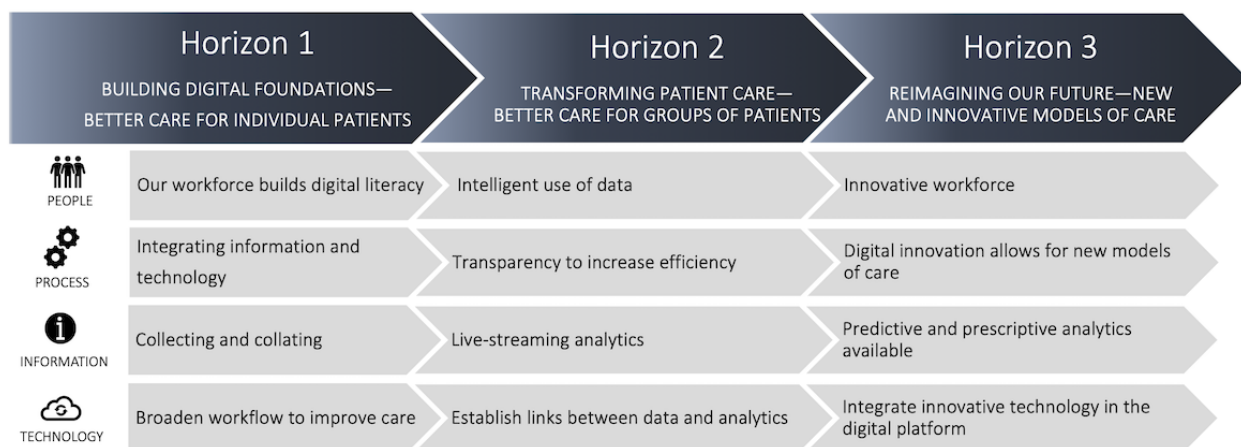 Horizon 1
BUILDING DIGITAL FOUNDATIONS—
BETTER CARE FOR INDIVIDUAL PATIENTS
Horizon 2
TRANSFORMING PATIENT CARE—
BETTER CARE FOR GROUPS OF PATIENTS
Horizon 3
REIMAGINING OUR FUTURE—NEW
AND INNOVATIVE MODELS OF CARE
PEOPLE
Our workforce builds digital literacy
Intelligent use of data
Innovative workforce
PROCESS
Integrating information and
technology
Transparency to increase efficiency
Digital innovation allows for new models
of care
INFORMATION
Collecting and collating
Live-streaming analytics
Predictive and prescriptive analytics
available
TECHNOLOGY
Broaden workflow to improve care
Establish links between data and analytics
Integrate innovative technology in the
digital platform